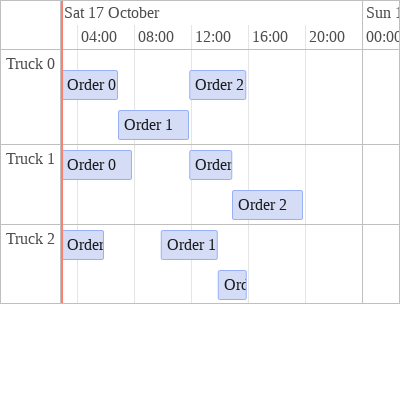 Sat 17 October Sun 1
04:00 08:00 12:00 16:00 20:00 00:00
Truck 0
Order 0 Order 2
Order 1
Truck 1
Order 0 Order
Order 2
Truck 2
Order Order 1
Ord